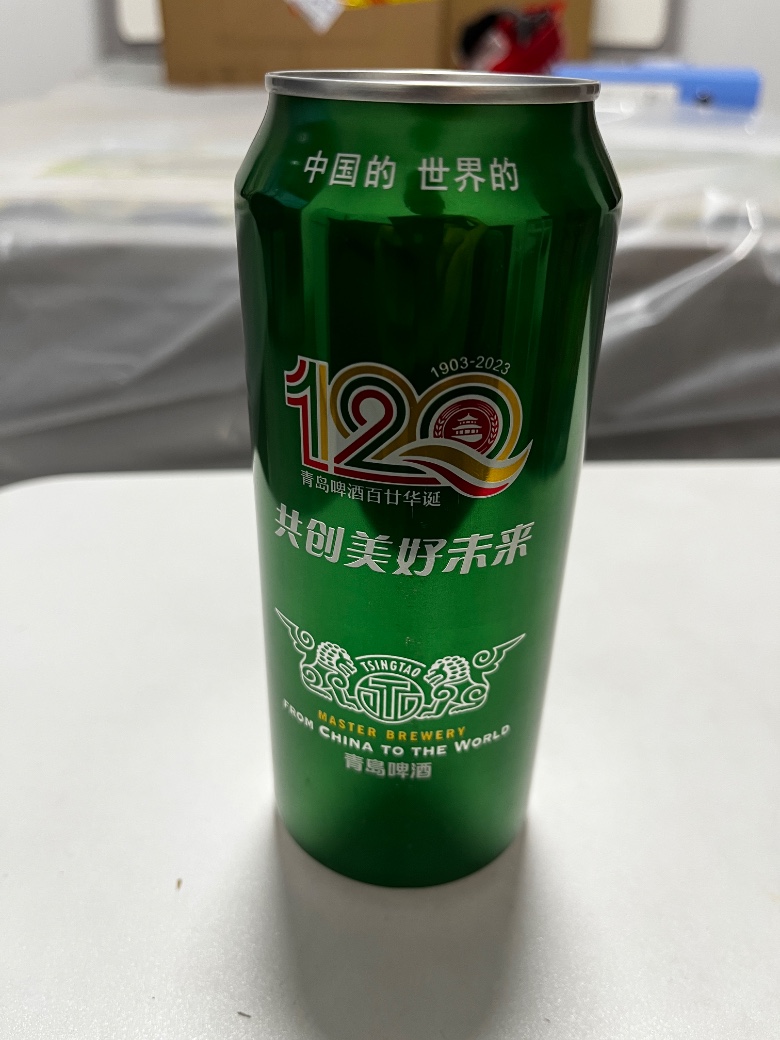 中国的 世界的
1903-2023
120
青岛啤酒百廿华诞
共创美好未来
TSINGTAO
MASTER BREWERY
FROM CHINA TO THE WORLD
青島啤酒